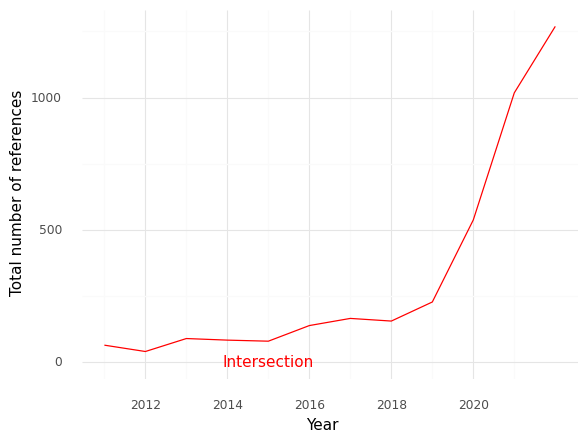 Total number of references
1000
500
0
Intersection
2012 2014 2016 2018 2020
Year